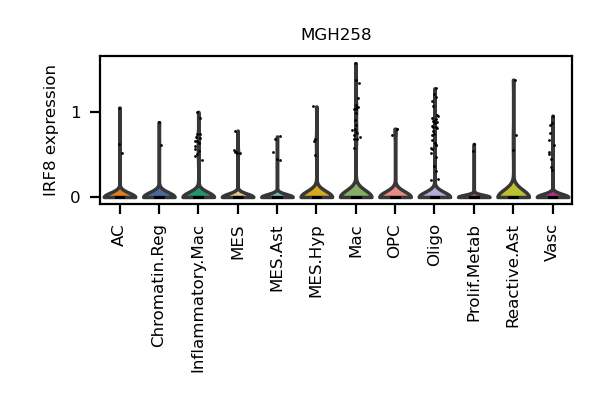 MGH258
IRF8 expression
1
0
AC
Chromatin.Reg
Inflammatory.Mac
MES
MES.Ast
MES.Hyp
Mac
OPC
Oligo
Prolif.Metab
Reactive.Ast
Vasc